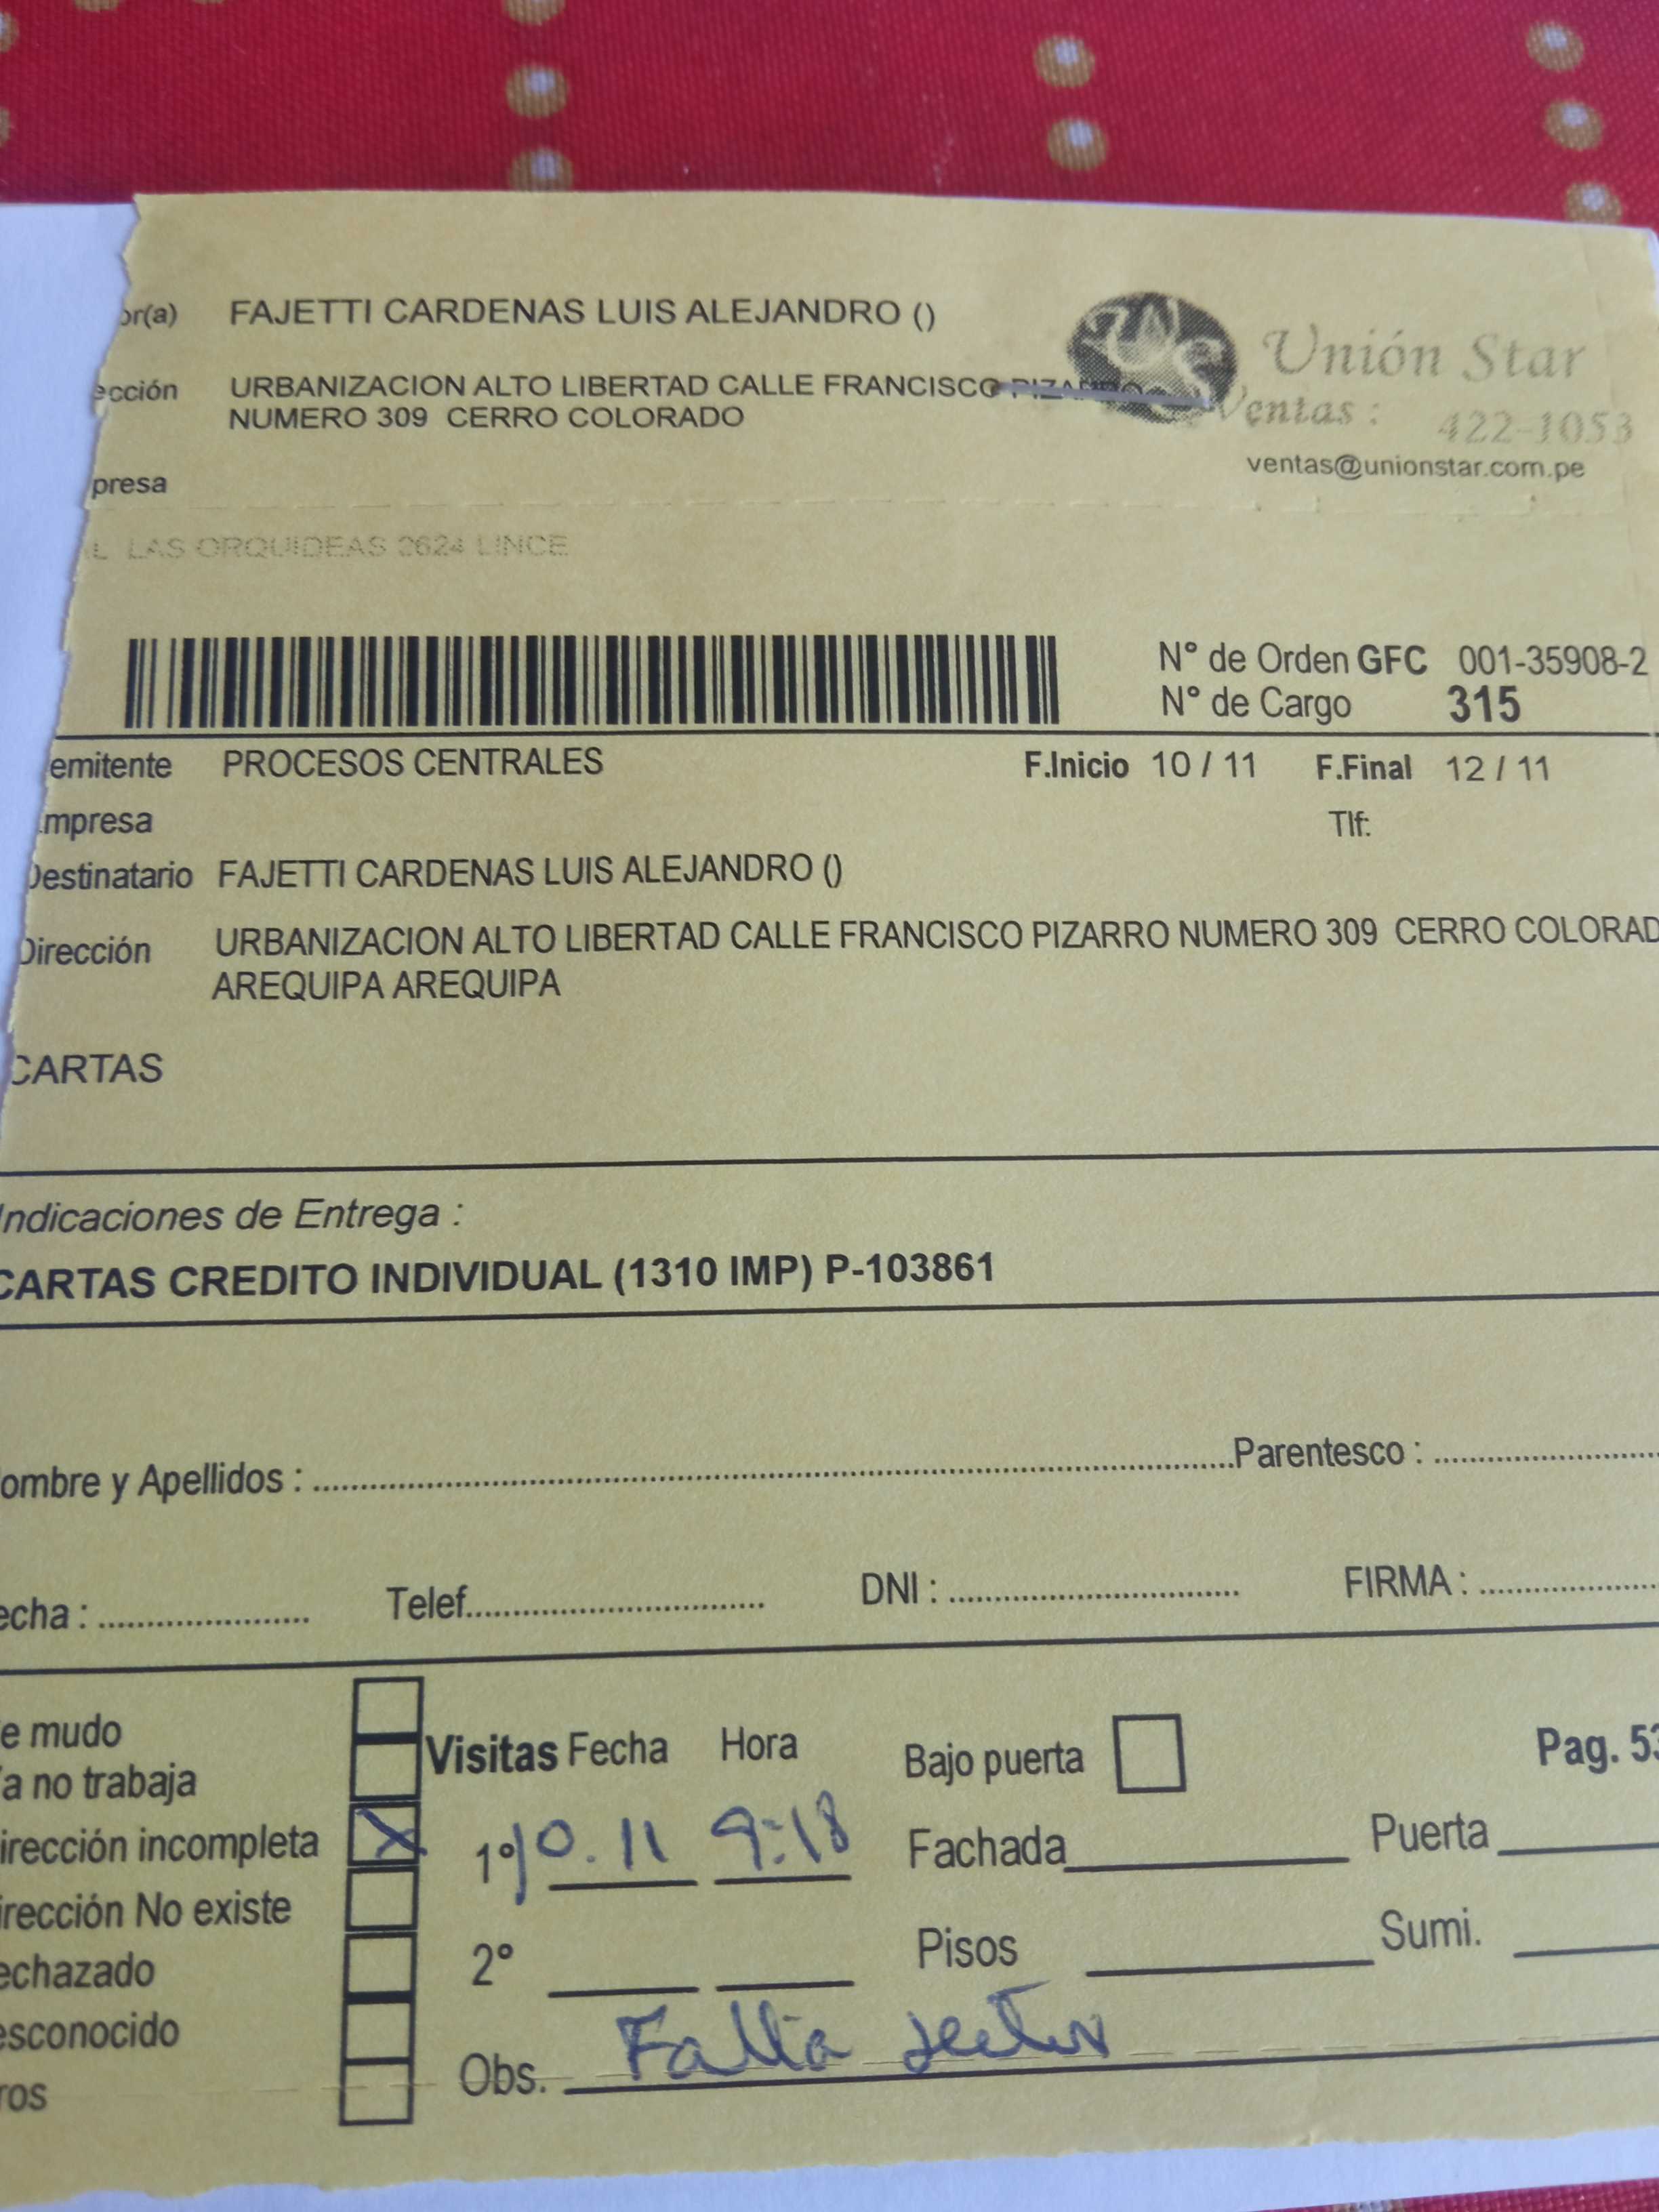 or(a) FAJETTI CARDENAS LUIS ALEJANDRO ()
ección URBANIZACION ALTO LIBERTAD CALLE FRANCISCO PIZARRO
NUMERO 309 CERRO COLORADO
Unión Star
Ventas : 422-1053
ventas@unionstar.com.pe
presa
L LAS ORQUIDEAS 2624 LINCE
N° de Orden GFC 001-35908-2
N° de Cargo 315
emitente PROCESOS CENTRALES F.Inicio 10 / 11 F.Final 12 / 11
mpresa Tlf:
Destinatario FAJETTI CARDENAS LUIS ALEJANDRO ()
Dirección URBANIZACION ALTO LIBERTAD CALLE FRANCISCO PIZARRO NUMERO 309 CERRO COLORAD
AREQUIPA AREQUIPA
CARTAS
Indicaciones de Entrega :
CARTAS CREDITO INDIVIDUAL (1310 IMP) P-103861
ombre y Apellidos : Parentesco :
echa : Telef. DNI : FIRMA :
e mudo
a no trabaja
Visitas Fecha Hora Bajo puerta Pag. 53
irección incompleta X 1° 10.11 9:18 Fachada Puerta
irección No existe
echazado 2° Pisos Sumi.
esconocido
ros Obs. Falta sector